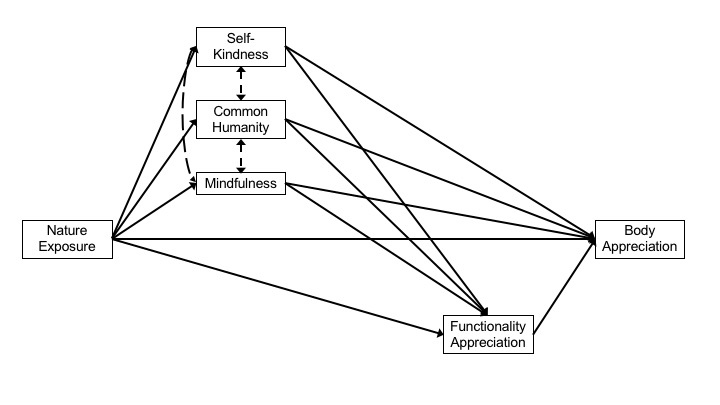 Self-
Kindness
Common
Humanity
Mindfulness
Nature
Exposure
Body
Appreciation
Functionality
Appreciation